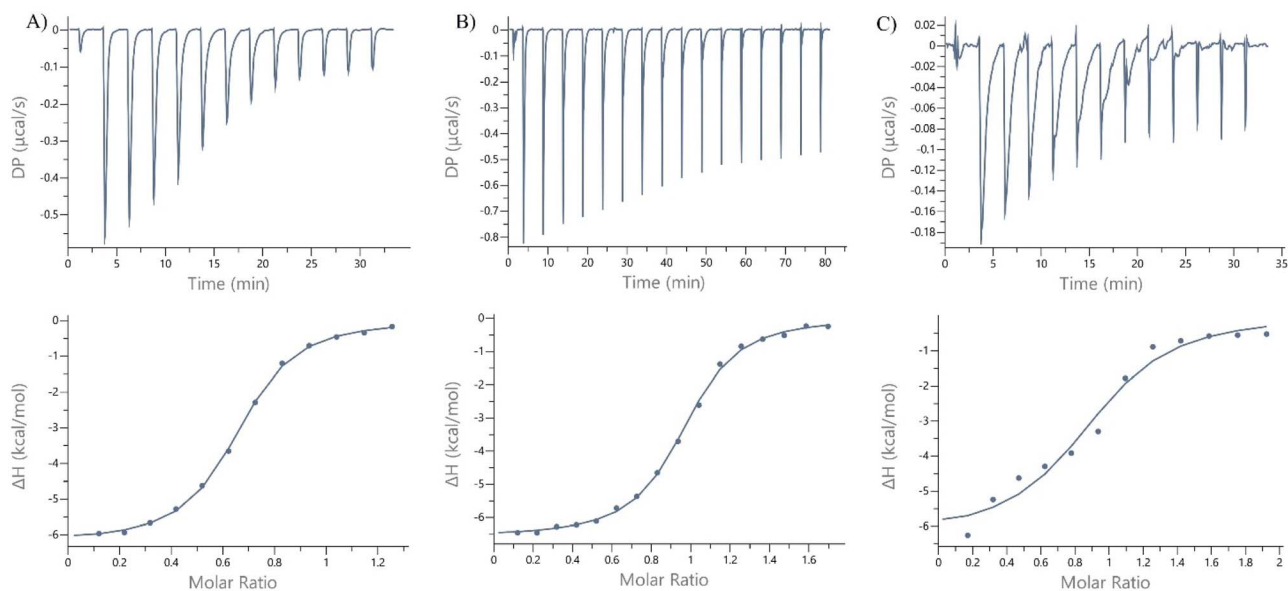 A)
0
-0.1
-0.2
-0.3
-0.4
-0.5
DP (μcal/s)
0 5 10 15 20 25 30
Time (min)
B)
0
-0.1
-0.2
-0.3
-0.4
-0.5
-0.6
-0.7
-0.8
DP (μcal/s)
0 10 20 30 40 50 60 70 80
Time (min)
C)
0.02
0
-0.02
-0.04
-0.06
-0.08
-0.1
-0.12
-0.14
-0.16
-0.18
DP (μcal/s)
0 5 10 15 20 25 30 35
Time (min)
0
-1
-2
-3
-4
-5
-6
ΔH (kcal/mol)
0 0.2 0.4 0.6 0.8 1 1.2
Molar Ratio
0
-1
-2
-3
-4
-5
-6
ΔH (kcal/mol)
0 0.2 0.4 0.6 0.8 1 1.2 1.4 1.6
Molar Ratio
-1
-2
-3
-4
-5
-6
ΔH (kcal/mol)
0 0.2 0.4 0.6 0.8 1 1.2 1.4 1.6 1.8 2
Molar Ratio